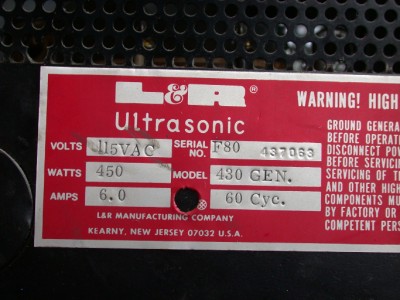 L&R®
Ultrasonic
VOLTS 115VAC SERIAL NO. F80 437063
WATTS 450 MODEL 430 GEN.
AMPS 6.0 ® 60 Cyc.
L&R MANUFACTURING COMPANY
KEARNY, NEW JERSEY 07032 U.S.A.
WARNING! HIGH
GROUND GENERA
BEFORE OPERAT
DISCONNECT POW
BEFORE SERVICIN
SERVICING OF T
AND OTHER HIGH
COMPONENTS MU
BY FACTORY OR
COMPETENT PERS